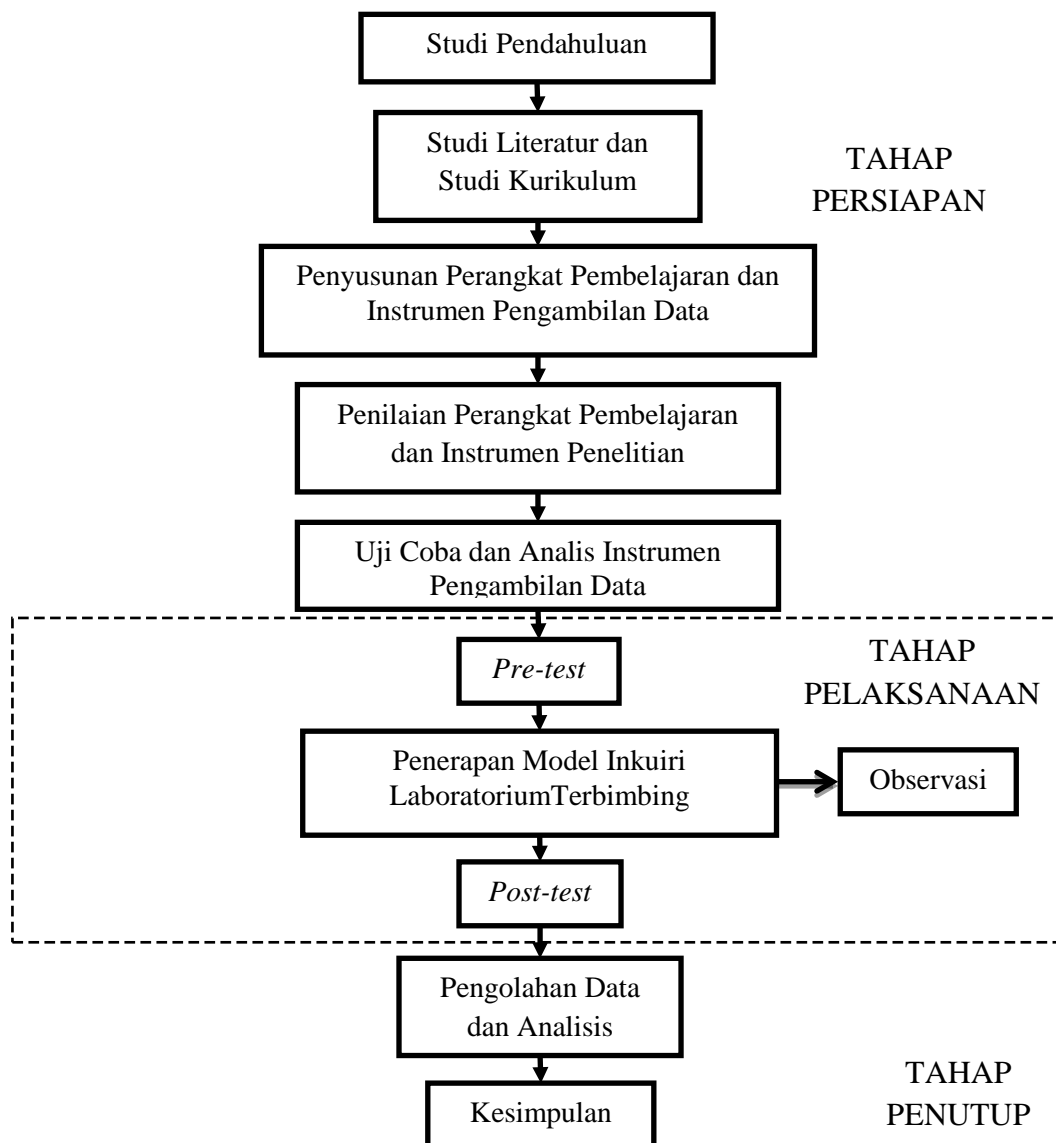 Studi Pendahuluan
Studi Literatur dan
Studi Kurikulum
TAHAP
PERSIAPAN
Penyusunan Perangkat Pembelajaran dan
Instrumen Pengambilan Data
Penilaian Perangkat Pembelajaran
dan Instrumen Penelitian
Uji Coba dan Analis Instrumen
Pengambilan Data
TAHAP
PELAKSANAAN
Pre-test
Penerapan Model Inkuiri
LaboratoriumTerbimbing
Observasi
Post-test
Pengolahan Data
dan Analisis
TAHAP
PENUTUP
Kesimpulan